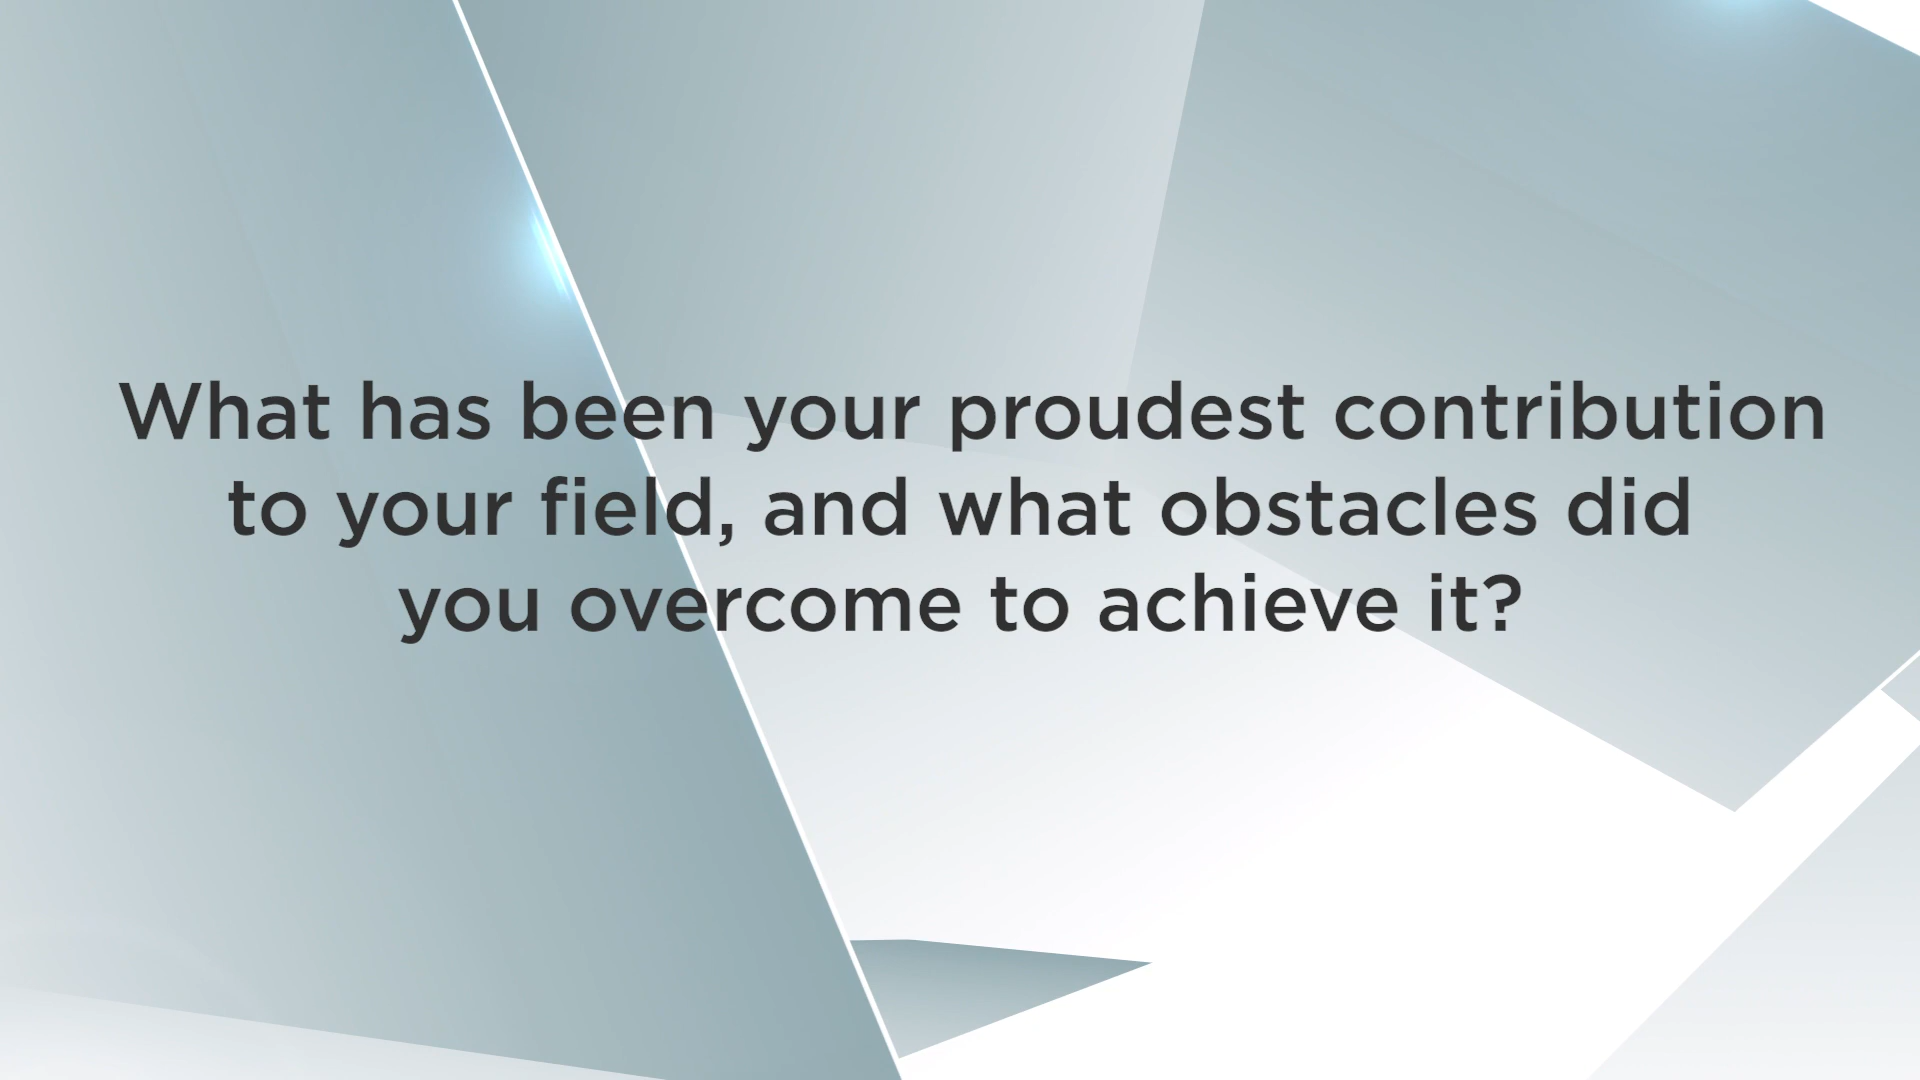 What has been your proudest contribution
to your field, and what obstacles did
you overcome to achieve it?